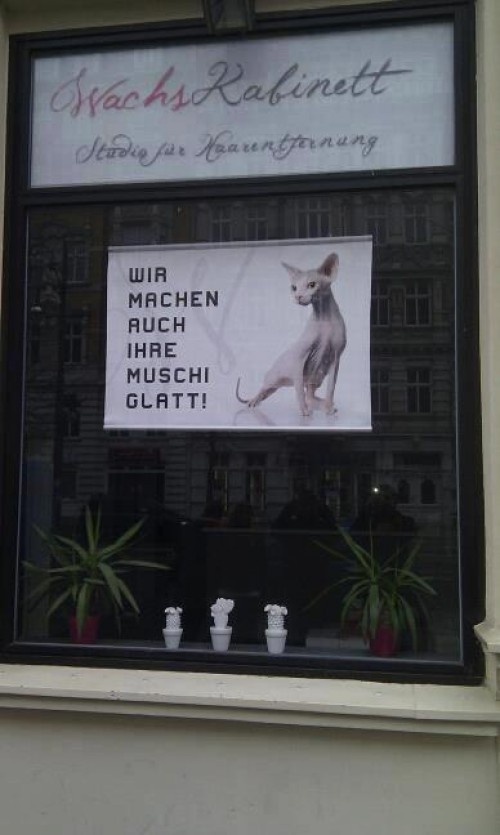 WachsKabinett
Studio für Haarentfernung
WIR
MACHEN
AUCH
IHRE
MUSCHI
GLATT!